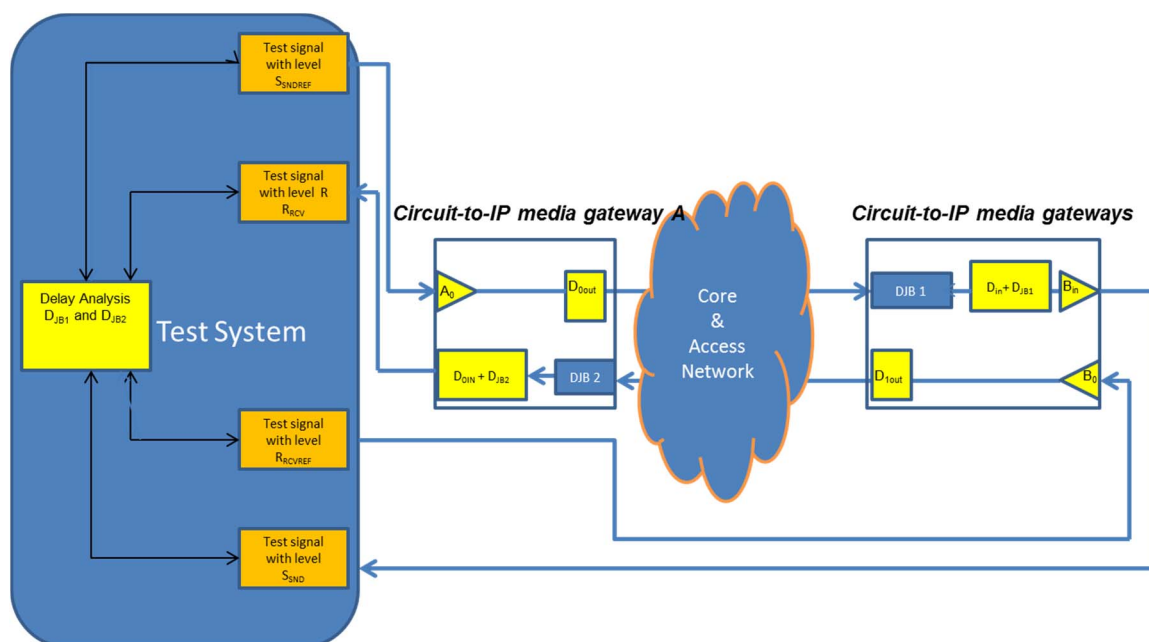 Test signal
with level
SSNDREF
Test signal
with level R
RRCV
Circuit-to-IP media gateway A
Circuit-to-IP media gateways
A0
D0out
DJB 1
Din+ DJB1
Bin
Delay Analysis
DJB1 and DJB2
Test System
Core
&
Access
Network
D0IN + DJB2
DJB 2
D1out
B0
Test signal
with level
RRCVREF
Test signal
with level
SSND